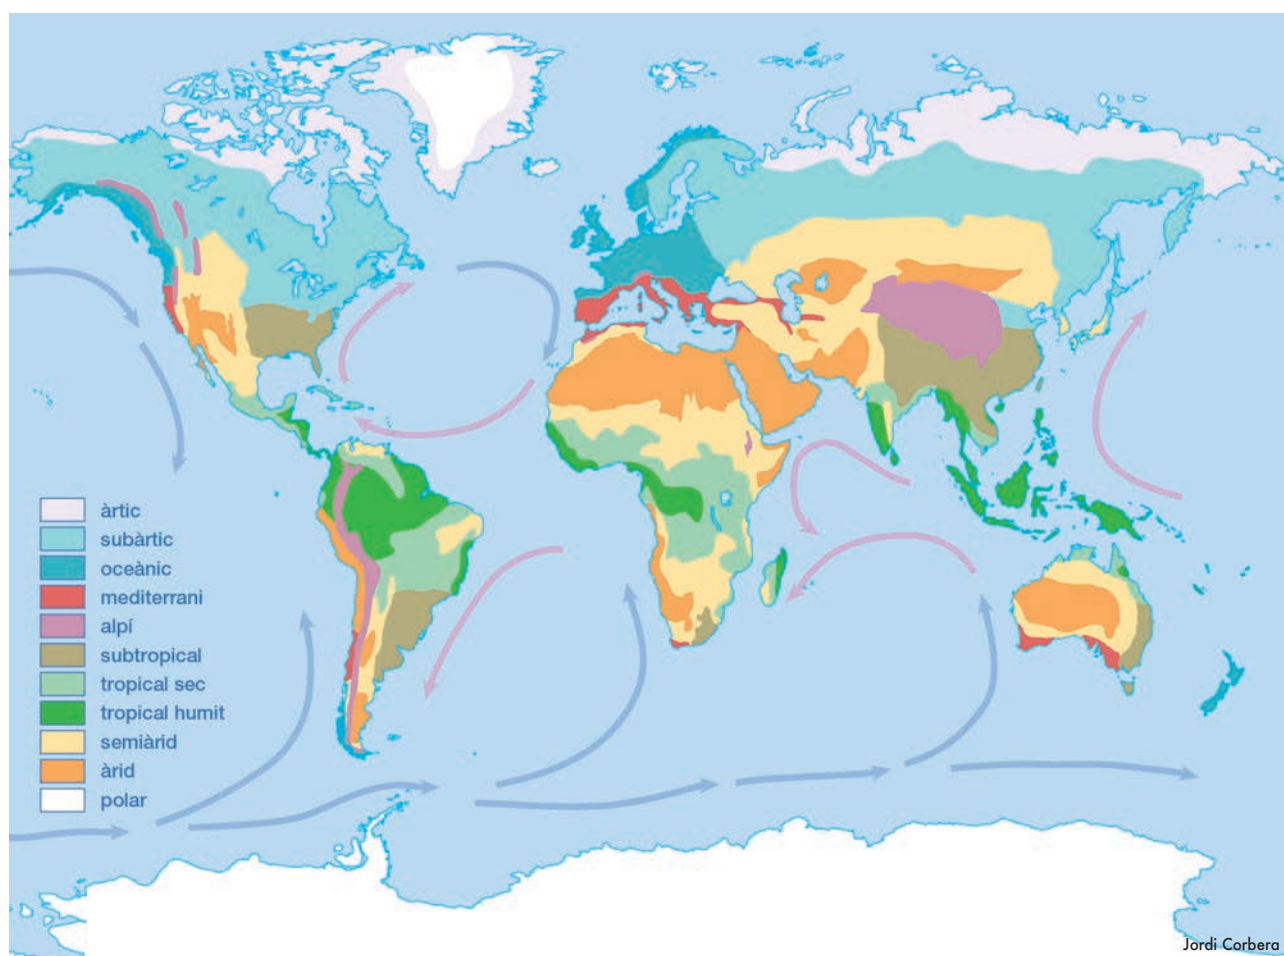 àrtic
subàrtic
oceànic
mediterrani
alpí
subtropical
tropical sec
tropical humit
semiàrid
àrid
polar
Jordi Corbera